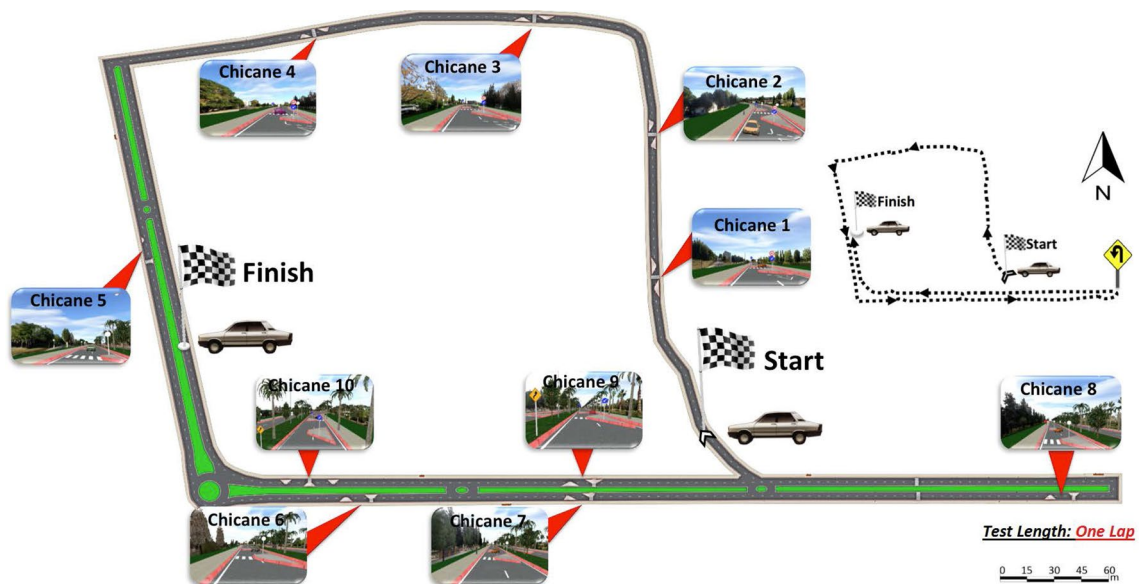 Chicane 4
Chicane 3
Chicane 2
Chicane 1
Finish
Start
N
Chicane 5
Finish
Start
Chicane 10
Chicane 9
Chicane 8
Chicane 6
Chicane 7
Test Length: One Lap
0 15 30 45 60
m